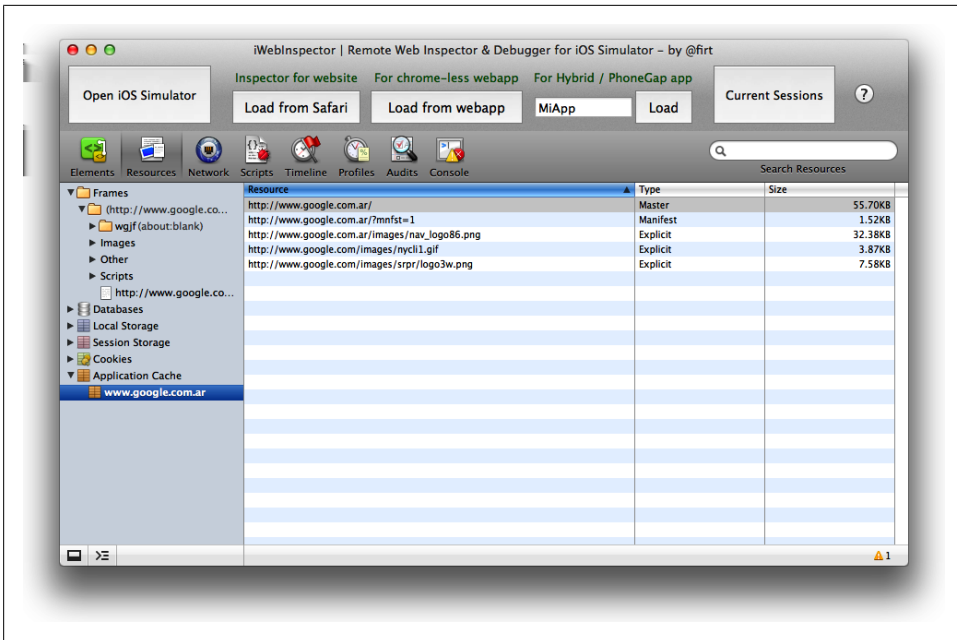 iWebInspector | Remote Web Inspector & Debugger for iOS Simulator – by @firt
Open iOS Simulator
Inspector for website For chrome-less webapp For Hybrid / PhoneGap app
Load from Safari Load from webapp MiApp Load
Current Sessions ?
Elements Resources Network Scripts Timeline Profiles Audits Console
Search Resources
Frames
(http://www.google.co...
wgjf (about:blank)
Images
Other
Scripts
http://www.google.co...
Databases
Local Storage
Session Storage
Cookies
Application Cache
www.google.com.ar
Resource Type Size
http://www.google.com.ar/ Master 55.70KB
http://www.google.com.ar/?mnfst=1 Manifest 1.52KB
http://www.google.com.ar/images/nav_logo86.png Explicit 32.38KB
http://www.google.com/images/nycli1.gif Explicit 3.87KB
http://www.google.com/images/srpr/logo3w.png Explicit 7.58KB
1